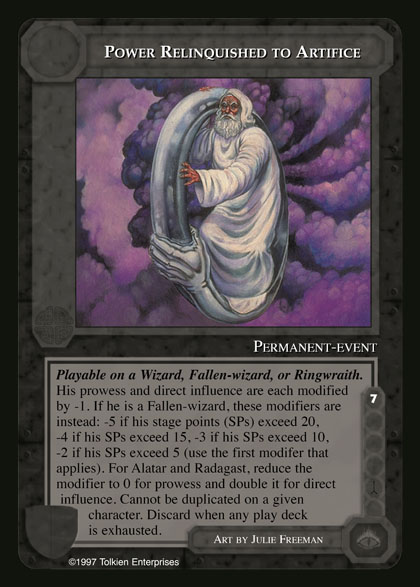 Power Relinquished to Artifice
Permanent-event
Playable on a Wizard, Fallen-wizard, or Ringwraith.
His prowess and direct influence are each modified
by -1. If he is a Fallen-wizard, these modifiers are
instead: -5 if his stage points (SPs) exceed 20,
-4 if his SPs exceed 15, -3 if his SPs exceed 10,
-2 if his SPs exceed 5 (use the first modifer that
applies). For Alatar and Radagast, reduce the
modifier to 0 for prowess and double it for direct
influence. Cannot be duplicated on a given
character. Discard when any play deck
is exhausted.
7
Art by Julie Freeman
©1997 Tolkien Enterprises